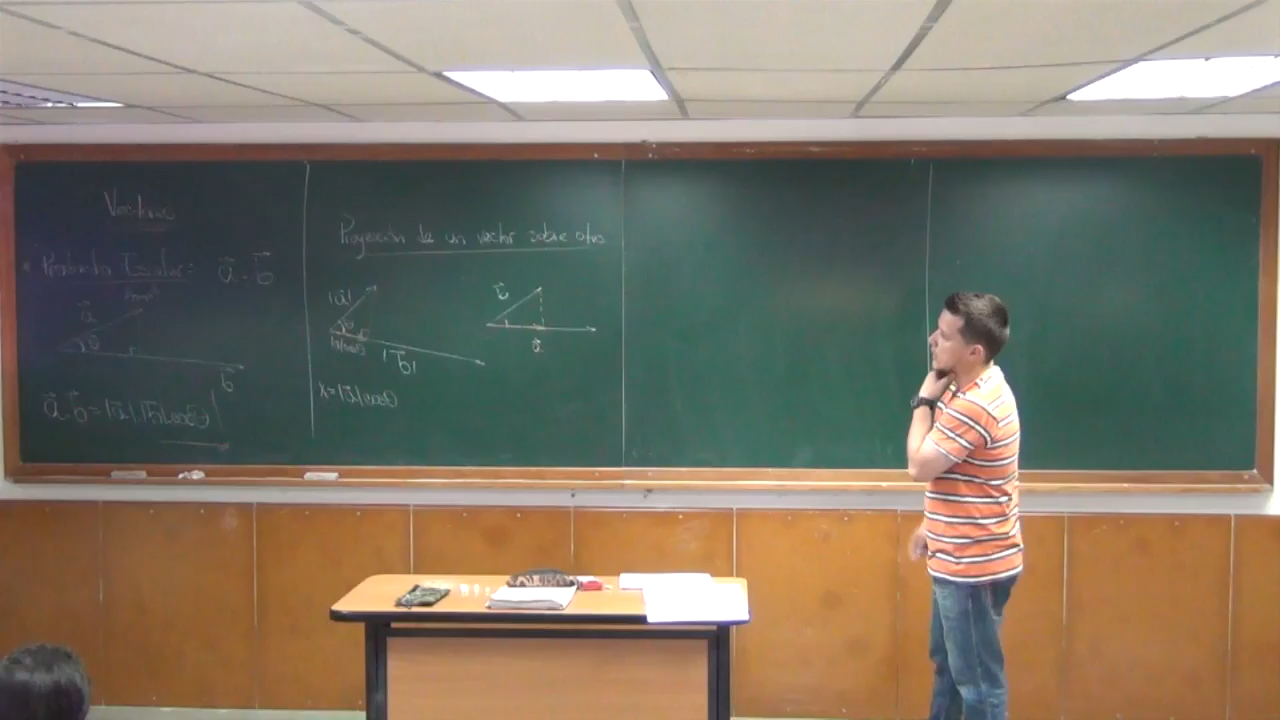 Vectores
Producto Escalar: a⃗ . b⃗
a⃗
θ
b⃗
a⃗ b⃗ = |a⃗|.|b⃗|cosθ
Proyección de un vector sobre otro
|a⃗|
θ
|b⃗|
x=|a⃗|cosθ
b⃗
a⃗